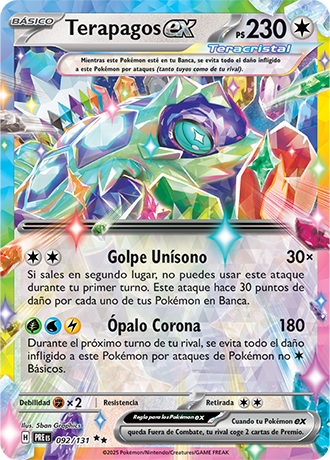 BÁSICO Terapagos ex PS 230
Teracristal
Mientras este Pokémon esté en tu Banca, se evita todo el daño infligido
a este Pokémon por ataques (tanto tuyos como de tu rival).
Golpe Unísono 30×
Si sales en segundo lugar, no puedes usar este ataque
durante tu primer turno. Este ataque hace 30 puntos de
daño por cada uno de tus Pokémon en Banca.
Ópalo Corona 180
Durante el próximo turno de tu rival, se evita todo el daño
infligido a este Pokémon por ataques de Pokémon no
Básicos.
Debilidad ×2 Resistencia Retirada
Ilus. 5ban Graphics
Regla para los Pokémon ex
Cuando tu Pokémon ex
queda Fuera de Combate, tu rival coge 2 cartas de Premio.
H PRE ES 092/131
©2025 Pokémon/Nintendo/Creatures/GAME FREAK